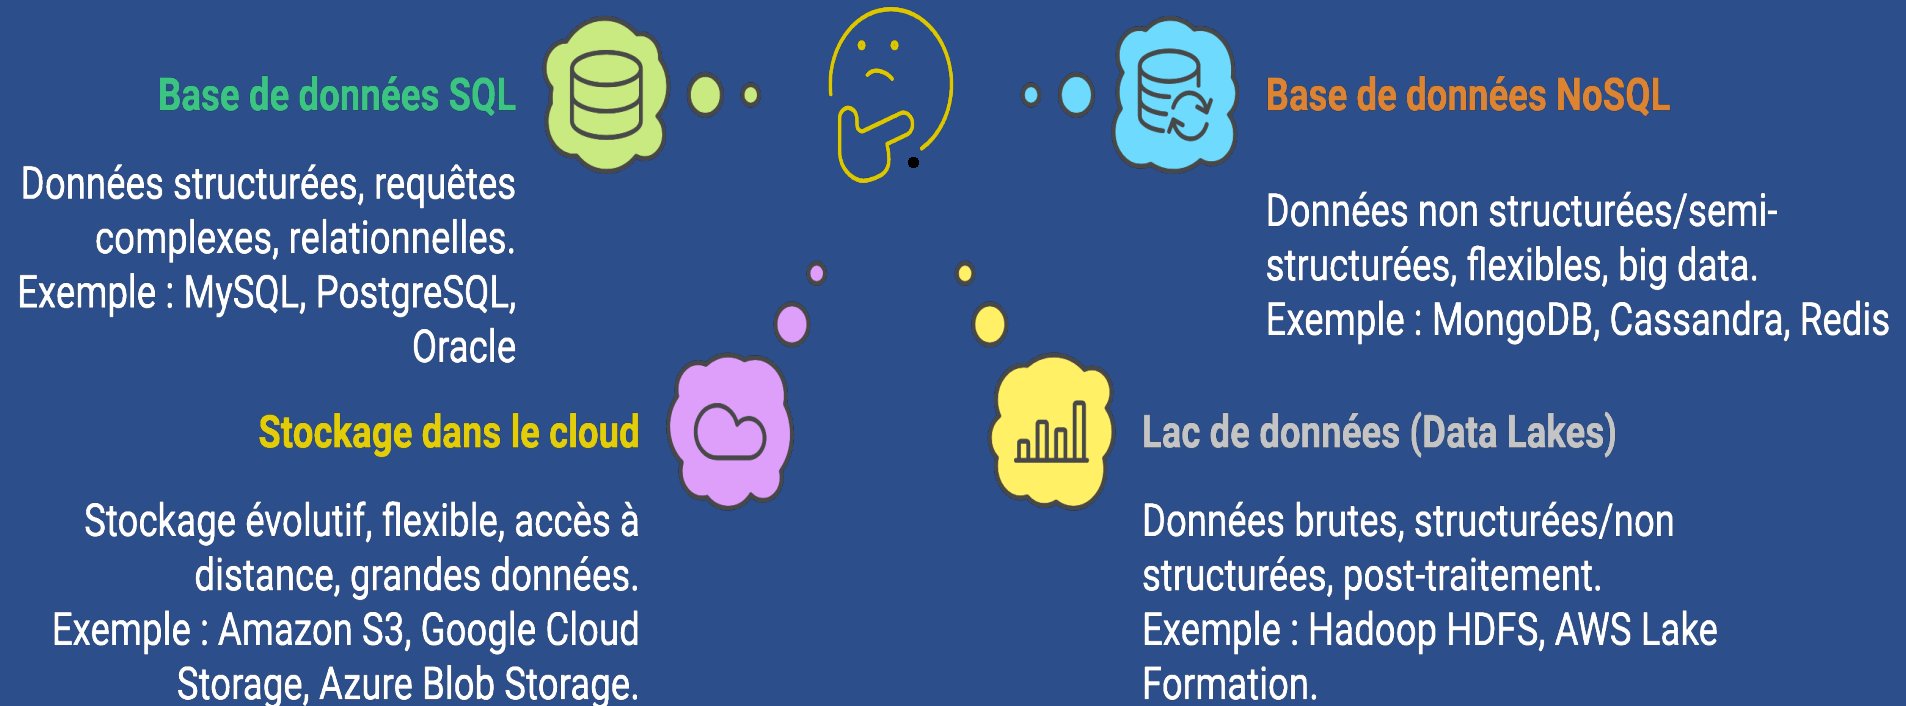 Base de données SQL
Données structurées, requêtes
complexes, relationnelles.
Exemple : MySQL, PostgreSQL,
Oracle
Base de données NoSQL
Données non structurées/semi-
structurées, flexibles, big data.
Exemple : MongoDB, Cassandra, Redis
Stockage dans le cloud
Stockage évolutif, flexible, accès à
distance, grandes données.
Exemple : Amazon S3, Google Cloud
Storage, Azure Blob Storage.
Lac de données (Data Lakes)
Données brutes, structurées/non
structurées, post-traitement.
Exemple : Hadoop HDFS, AWS Lake
Formation.